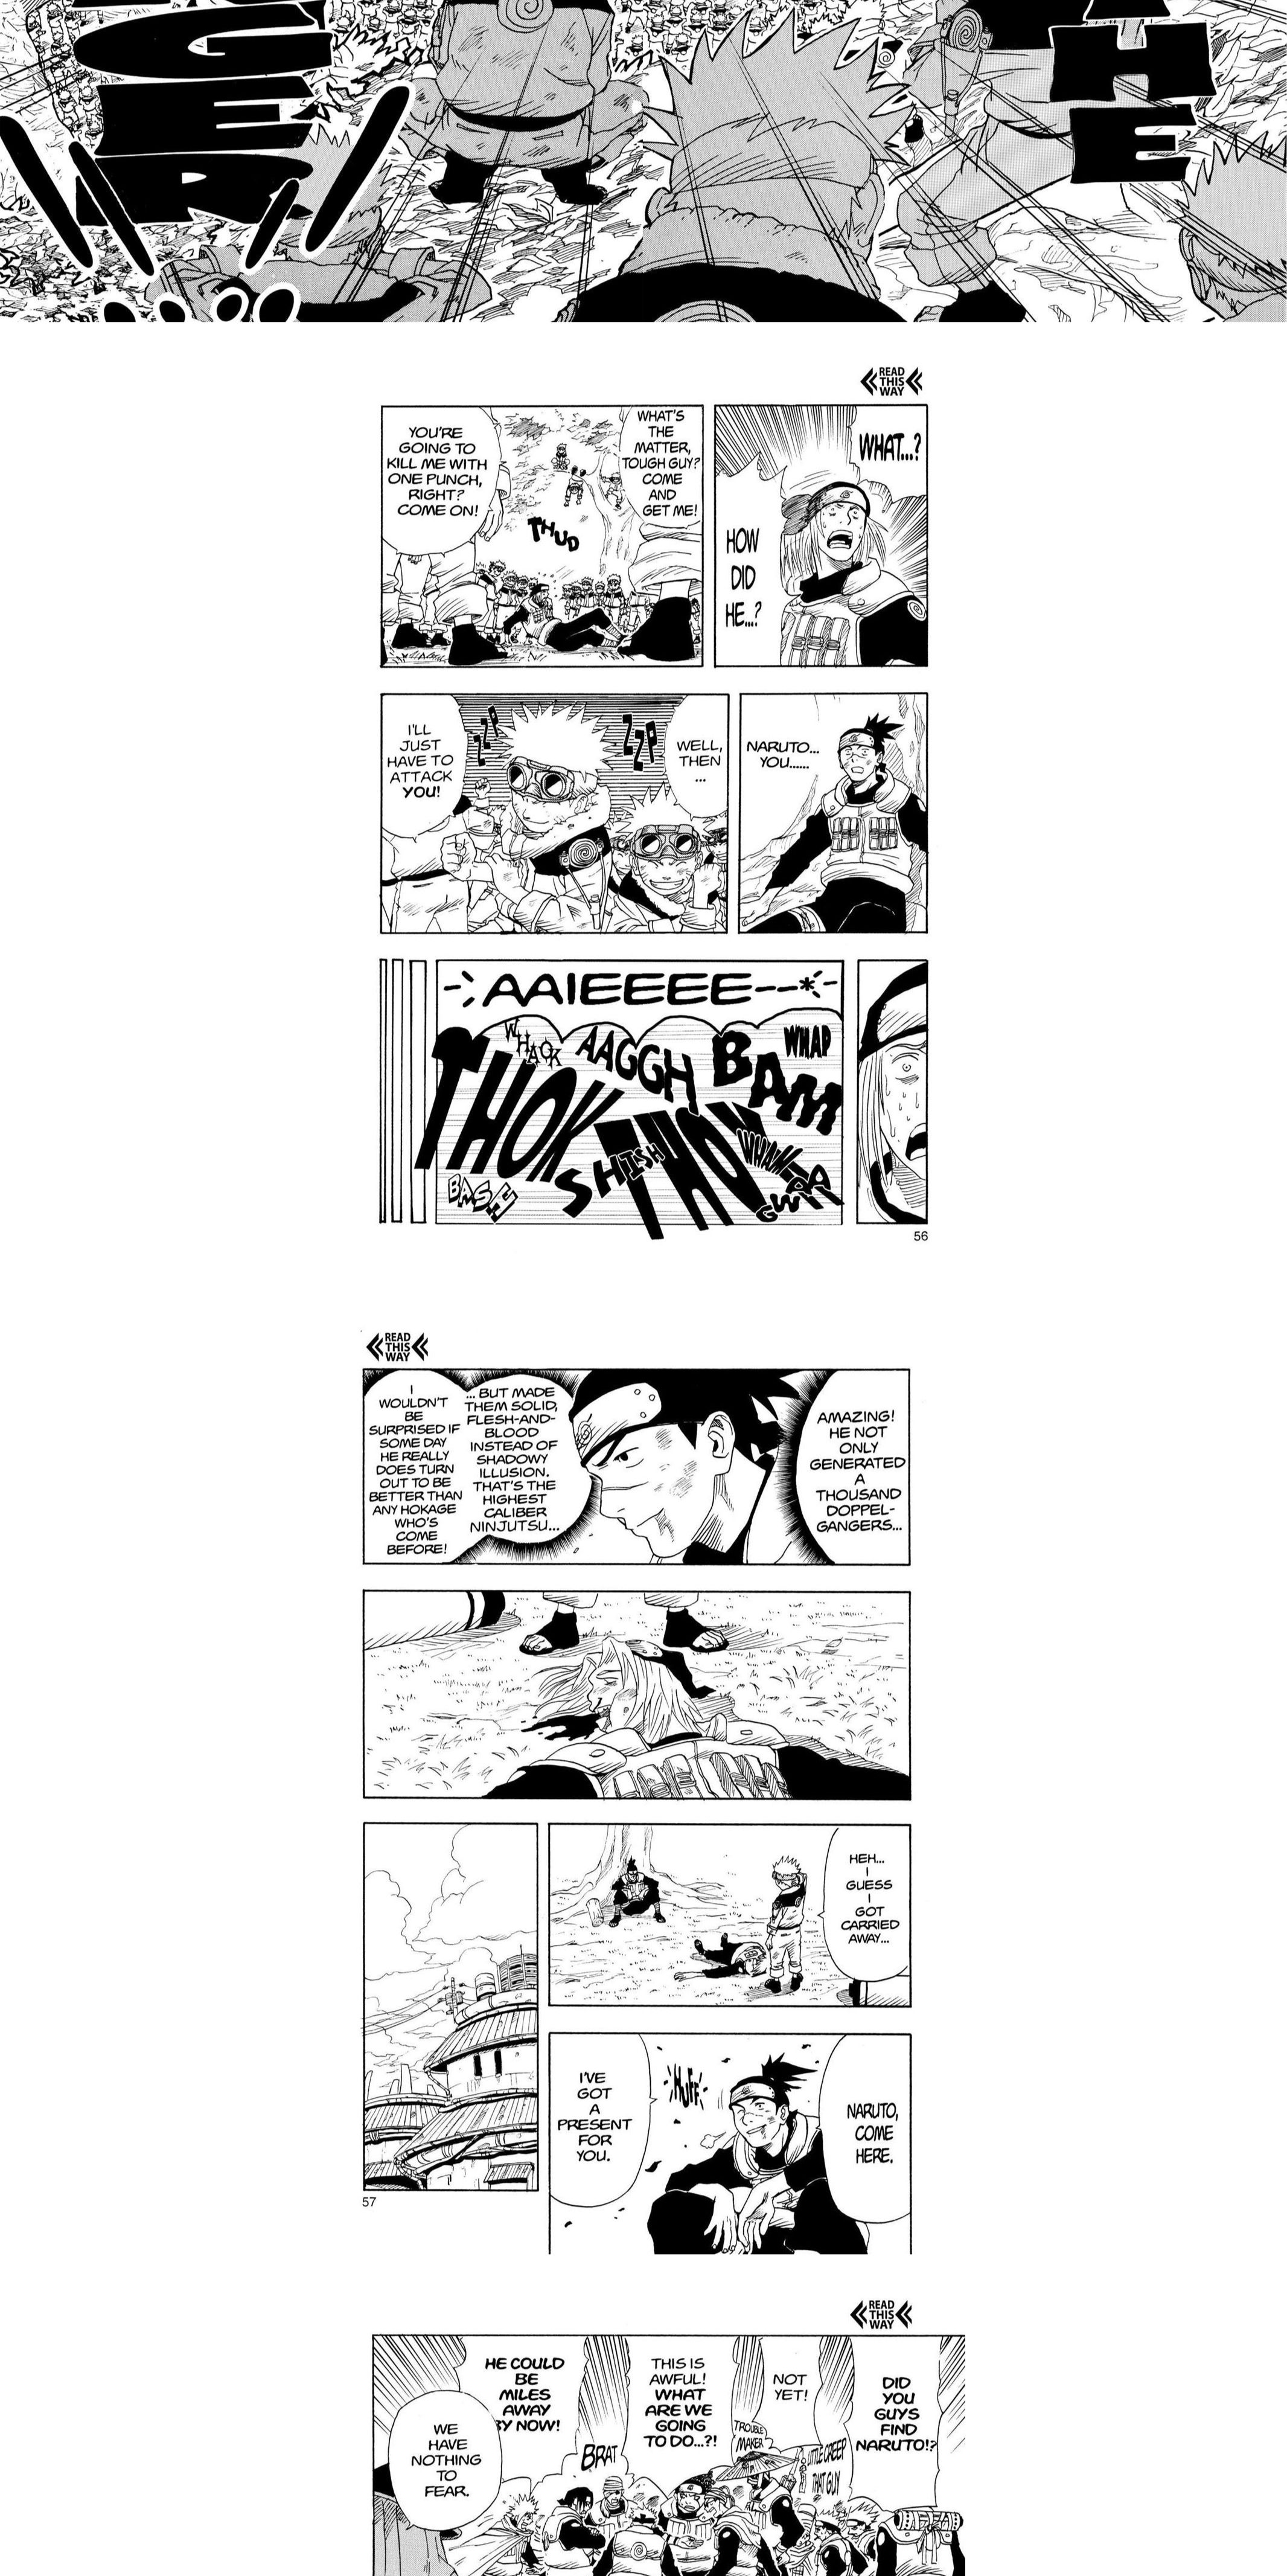 HE
GER
READ
THIS
WAY
WHAT...?
HOW
DID
HE...?
WHAT'S
THE
MATTER,
TOUGH GUY?
COME
AND
GET ME!
THUD
YOU'RE
GOING TO
KILL ME WITH
ONE PUNCH,
RIGHT?
COME ON!
NARUTO...
YOU......
WELL,
THEN
...
ZZP
ZZP
I'LL
JUST
HAVE TO
ATTACK
YOU!
AAIEEEEE--*
WHAP
BAM
AAGGH
WHACK
THOK
SHISH
BASH
56
READ
THIS
WAY
AMAZING!
HE NOT
ONLY
GENERATED
A
THOUSAND
DOPPEL-
GANGERS...
... BUT MADE
THEM SOLID,
FLESH-AND-
BLOOD
INSTEAD OF
SHADOWY
ILLUSION.
THAT'S THE
HIGHEST
CALIBER
NINJUTSU...
I
WOULDN'T
BE
SURPRISED IF
SOME DAY
HE REALLY
DOES TURN
OUT TO BE
BETTER THAN
ANY HOKAGE
WHO'S
COME
BEFORE!
HEH...
I
GUESS
I
GOT
CARRIED
AWAY...
NARUTO,
COME
HERE.
HUFF
I'VE
GOT
A
PRESENT
FOR
YOU.
57
READ
THIS
WAY
DID
YOU
GUYS
FIND
NARUTO!?
LITTLE CREEP
THAT GUY
NOT
YET!
TROUBLE
MAKER
THIS IS
AWFUL!
WHAT
ARE WE
GOING
TO DO...?!
BRAT
HE COULD
BE
MILES
AWAY
BY NOW!
WE
HAVE
NOTHING
TO
FEAR.